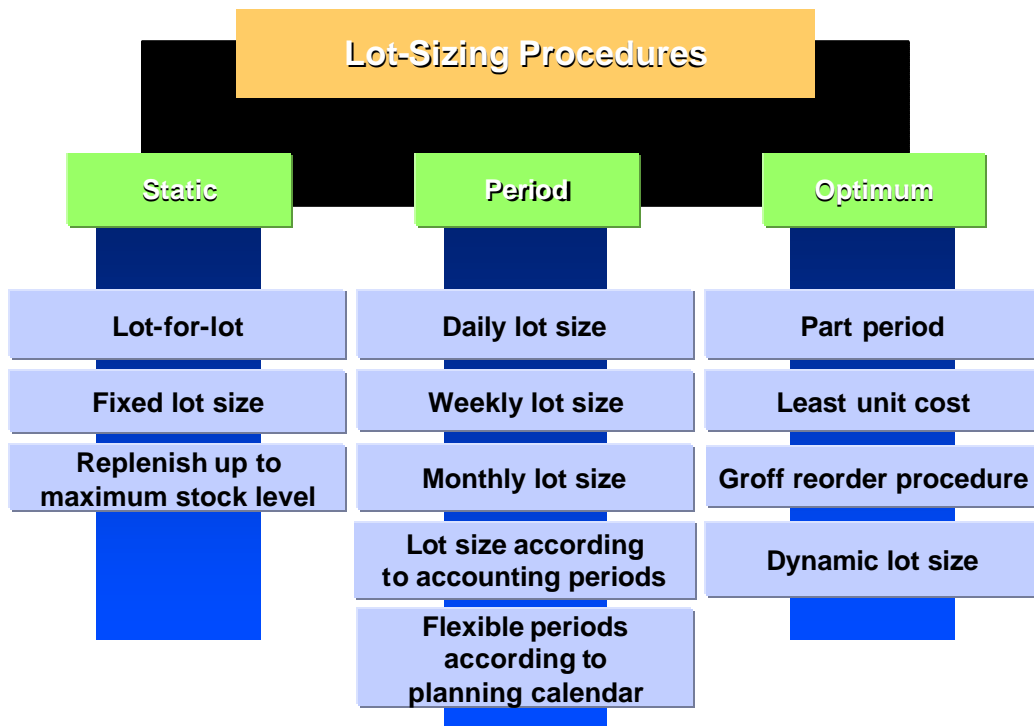 Lot-Sizing Procedures
Static
Period
Optimum
Lot-for-lot
Fixed lot size
Replenish up to
maximum stock level
Daily lot size
Weekly lot size
Monthly lot size
Lot size according
to accounting periods
Flexible periods
according to
planning calendar
Part period
Least unit cost
Groff reorder procedure
Dynamic lot size